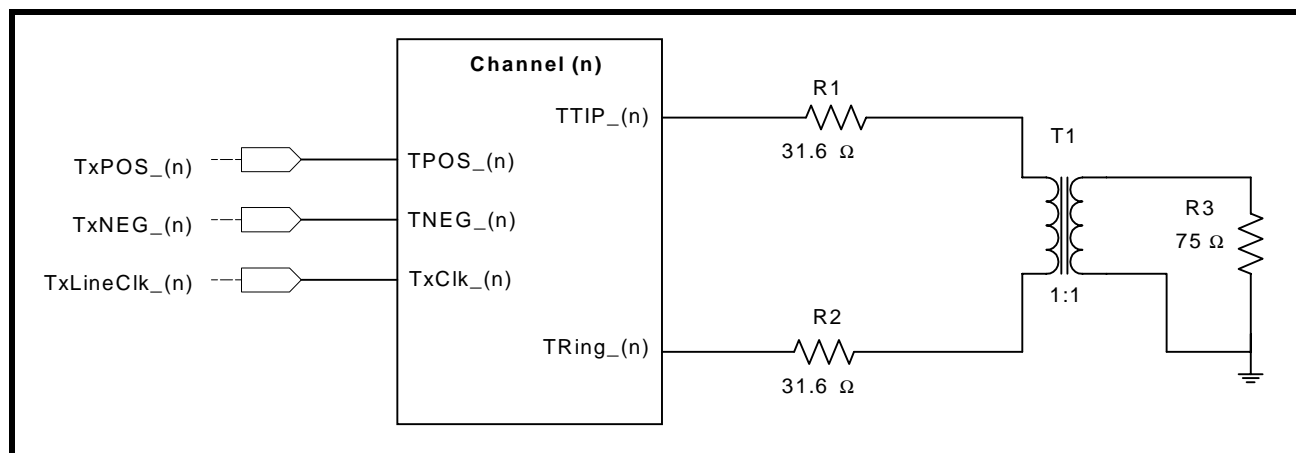 Channel (n)
TTIP_(n)
R1
31.6 Ω
T1
TxPOS_(n)
TPOS_(n)
TxNEG_(n)
TNEG_(n)
R3
75 Ω
TxLineClk_(n)
TxClk_(n)
1:1
R2
TRing_(n)
31.6 Ω